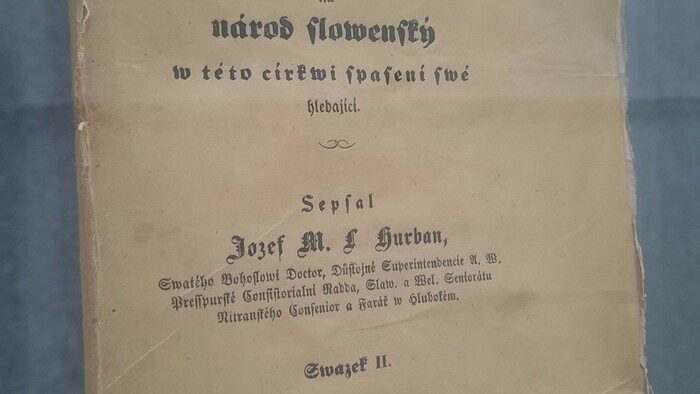 národ slowenský
w této církwi spasení swé
hledající.
Sepsal
Jozef M. L Hurban,
Swatého Bohoslowí Doctor, Důstojné Superintendencie A. W.
Presspurské Consistorialní Radda, Slaw. a Wel. Seniorátu
Nitranského Consenior a Farář w Hlubokém.
Swazek II.